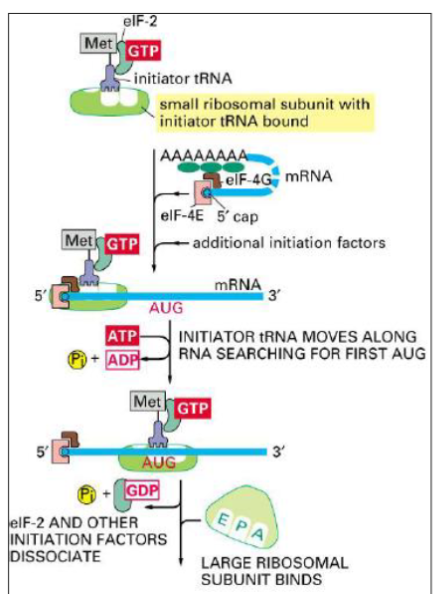 eIF-2
Met
GTP
initiator tRNA
small ribosomal subunit with
initiator tRNA bound
AAAAAAAA
eIF-4G
mRNA
eIF-4E
5′ cap
Met
GTP
additional initiation factors
5′
mRNA
3′
AUG
ATP
INITIATOR tRNA MOVES ALONG
Pi + ADP
RNA SEARCHING FOR FIRST AUG
Met
GTP
5′
AUG
3′
Pi + GDP
E P A
eIF-2 AND OTHER
INITIATION FACTORS
DISSOCIATE
LARGE RIBOSOMAL
SUBUNIT BINDS